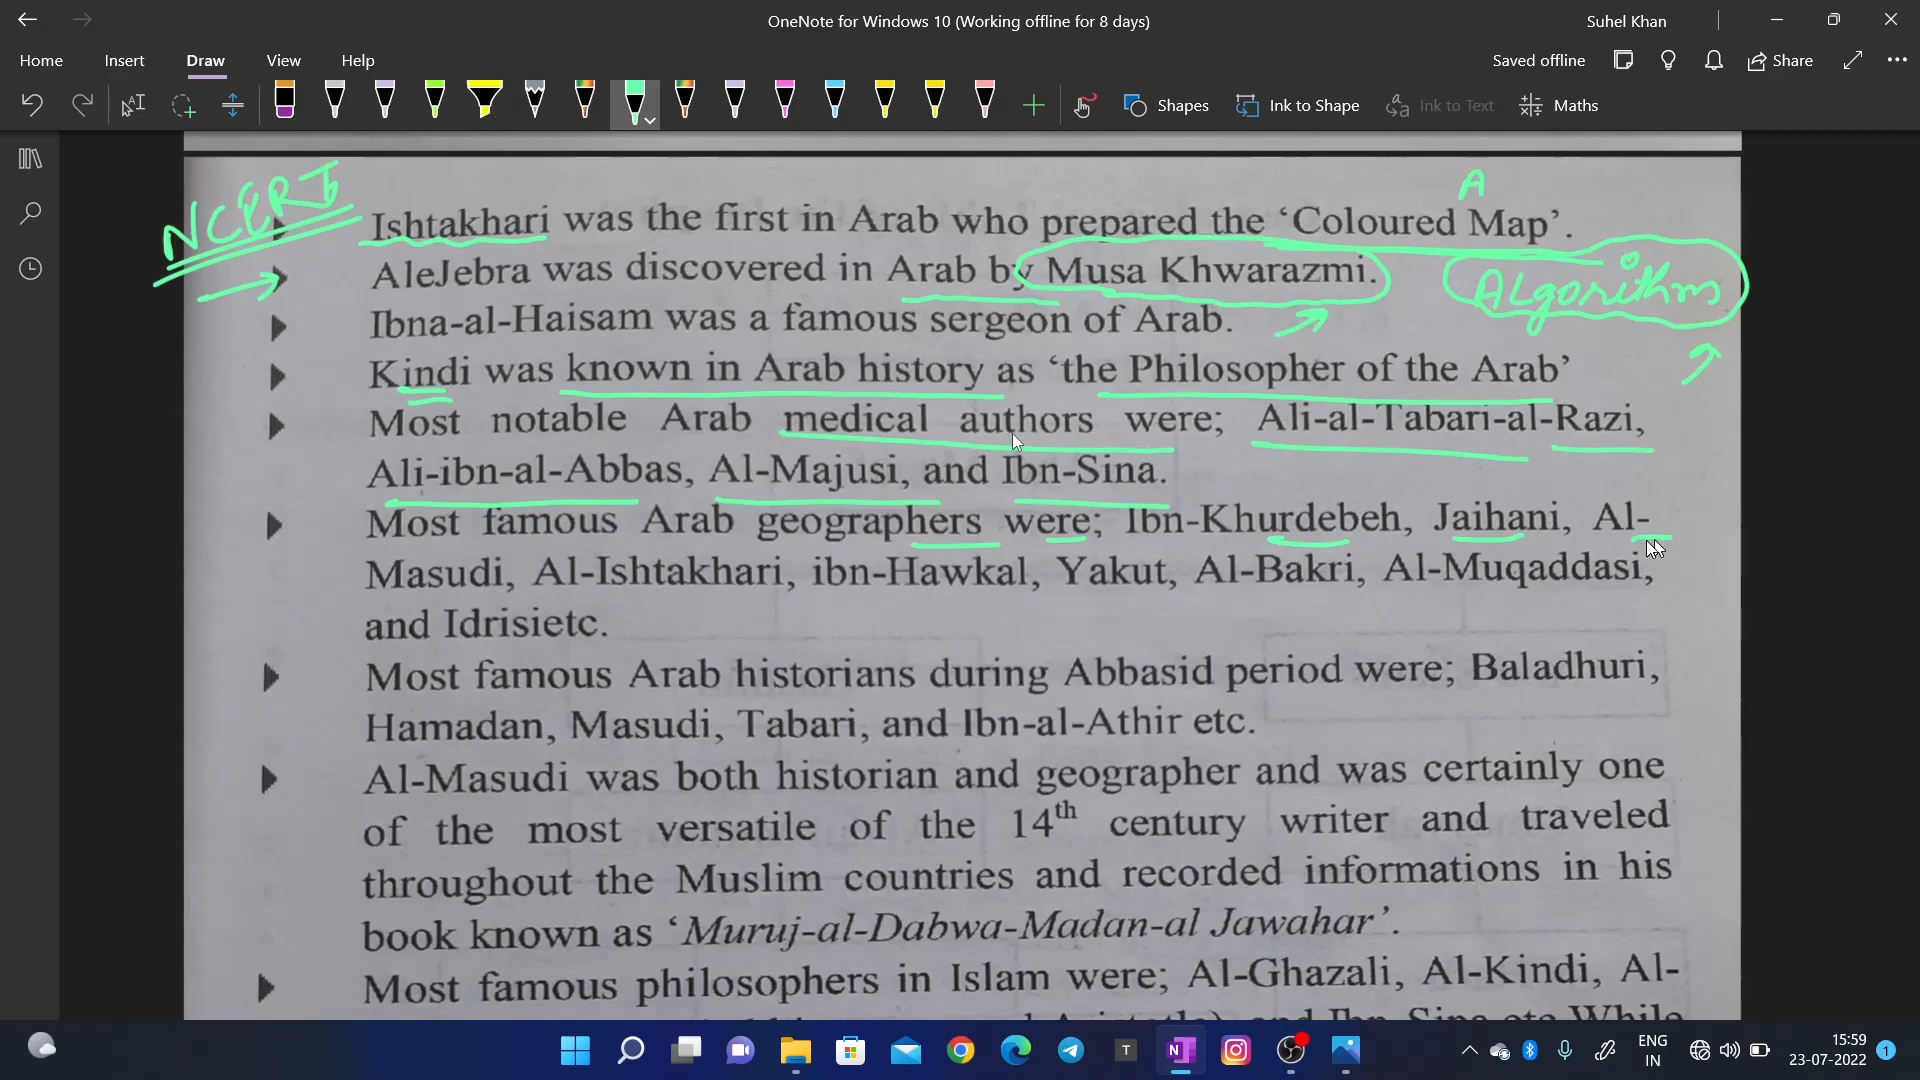 OneNote for Windows 10 (Working offline for 8 days)
Suhel Khan
Home Insert Draw View Help
Saved offline Share
Shapes Ink to Shape Ink to Text Maths
NCERT
A
Ishtakhari was the first in Arab who prepared the ‘Coloured Map’.
AleJebra was discovered in Arab by Musa Khwarazmi.
Algorithms
Ibna-al-Haisam was a famous sergeon of Arab.
Kindi was known in Arab history as ‘the Philosopher of the Arab’
Most notable Arab medical authors were; Ali-al-Tabari-al-Razi,
Ali-ibn-al-Abbas, Al-Majusi, and Ibn-Sina.
Most famous Arab geographers were; Ibn-Khurdebeh, Jaihani, Al-
Masudi, Al-Ishtakhari, ibn-Hawkal, Yakut, Al-Bakri, Al-Muqaddasi,
and Idrisietc.
Most famous Arab historians during Abbasid period were; Baladhuri,
Hamadan, Masudi, Tabari, and Ibn-al-Athir etc.
Al-Masudi was both historian and geographer and was certainly one
of the most versatile of the 14th century writer and traveled
throughout the Muslim countries and recorded informations in his
book known as ‘Muruj-al-Dabwa-Madan-al Jawahar’.
Most famous philosophers in Islam were; Al-Ghazali, Al-Kindi, Al-
and Ibn-Sina etc While
ENG
IN
15:59
23-07-2022
1